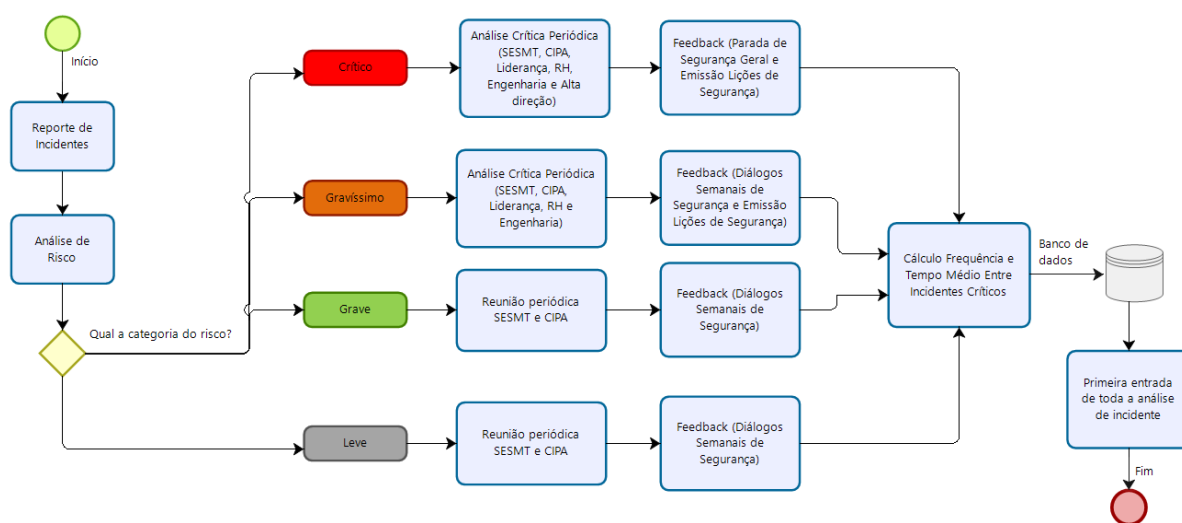 Início
Reporte de
Incidentes
Análise de
Risco
Qual a categoria do risco?
Crítico
Análise Crítica Periódica
(SESMT, CIPA,
Liderança, RH,
Engenharia e Alta
direção)
Feedback (Parada de
Segurança Geral e
Emissão Lições de
Segurança)
Gravíssimo
Análise Crítica Periódica
(SESMT, CIPA,
Liderança, RH e
Engenharia)
Feedback (Diálogos
Semanais de
Segurança e Emissão
Lições de Segurança)
Grave
Reunião periódica
SESMT e CIPA
Feedback (Diálogos
Semanais de
Segurança)
Leve
Reunião periódica
SESMT e CIPA
Feedback (Diálogos
Semanais de
Segurança)
Cálculo Frequência e
Tempo Médio Entre
Incidentes Críticos
Banco de
dados
Primeira entrada
de toda a análise
de incidente
Fim